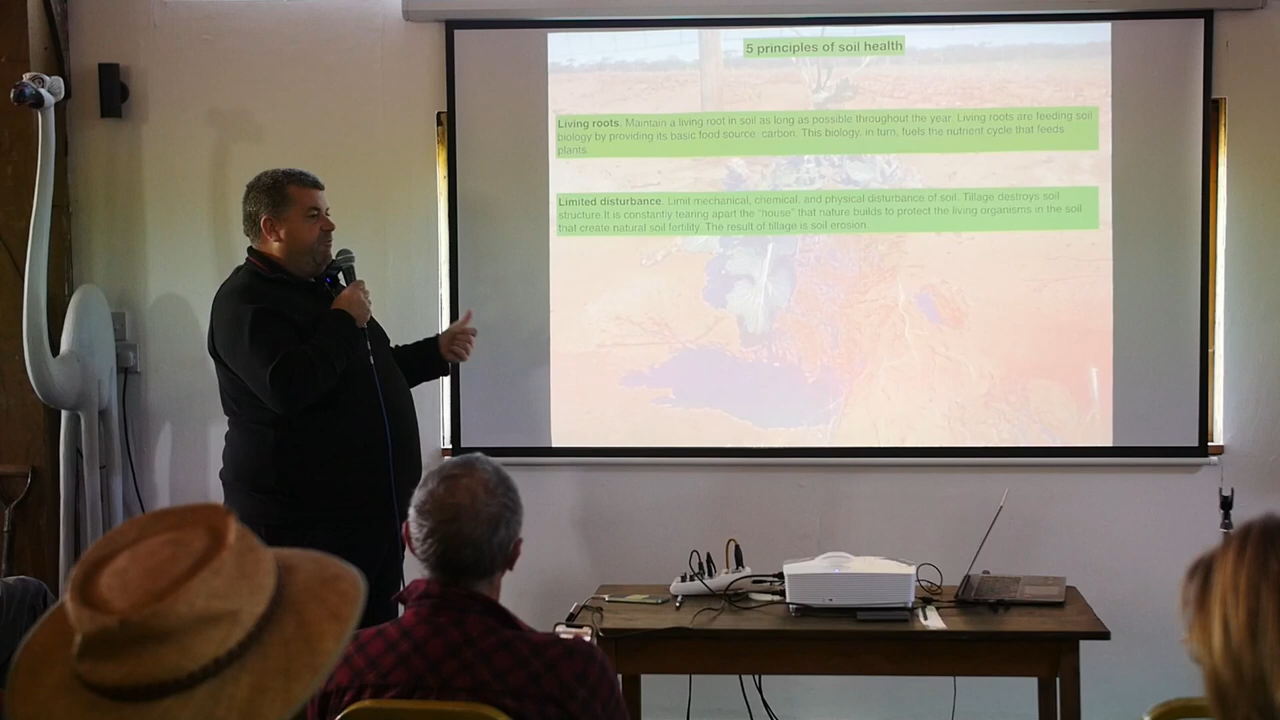 5 principles of soil health
Living roots. Maintain a living root in soil as long as possible throughout the year. Living roots are feeding soil
biology by providing its basic food source carbon. This biology, in turn, fuels the nutrient cycle that feeds
plants.
Limited disturbance. Limit mechanical, chemical, and physical disturbance of soil. Tillage destroys soil
structure.It is constantly tearing apart the "house" that nature builds to protect the living organisms in the soil
that create natural soil fertility. The result of tillage is soil erosion.